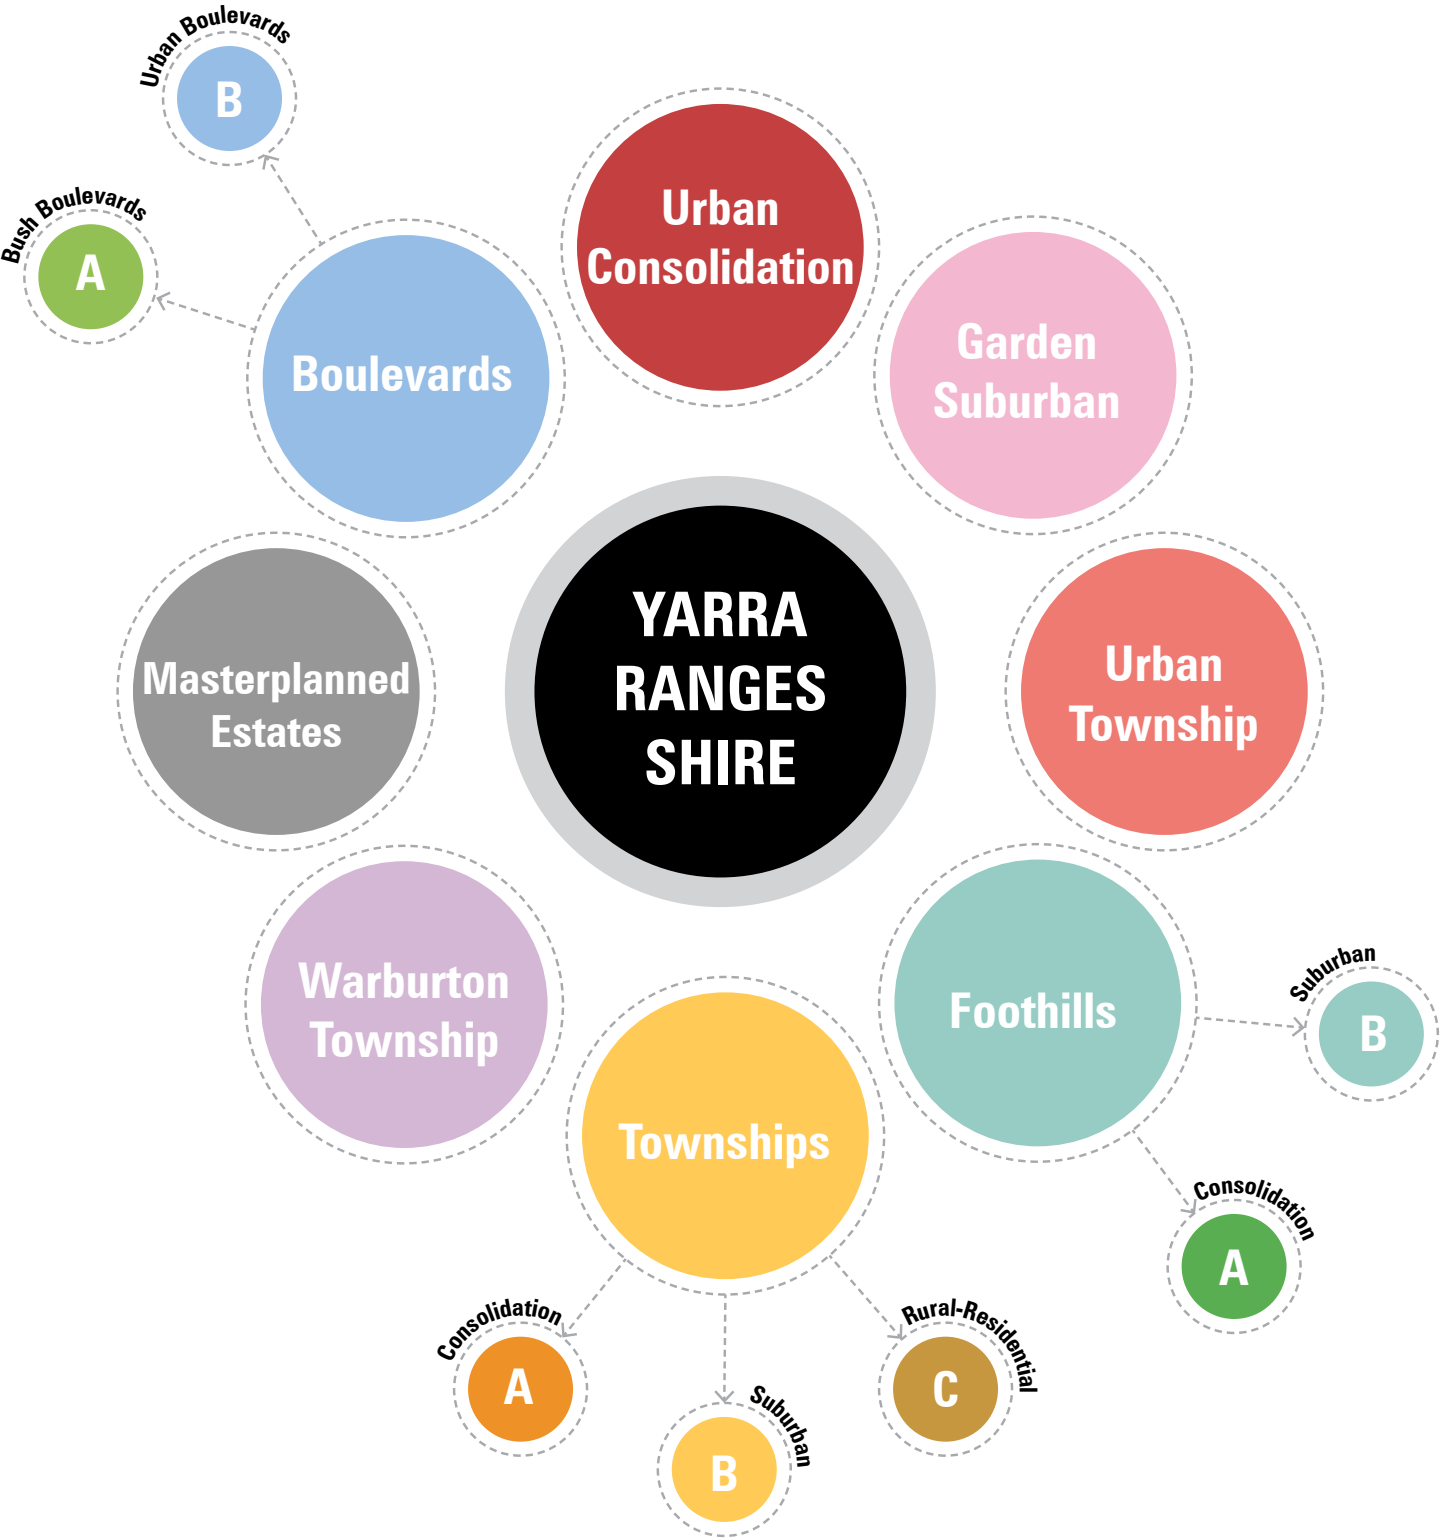 Urban Boulevards
B
Bush Boulevards
A
Boulevards
Urban
Consolidation
Garden
Suburban
Masterplanned
Estates
YARRA
RANGES
SHIRE
Urban
Township
Warburton
Township
Townships
Foothills
Suburban
B
Consolidation
A
Consolidation
A
Suburban
B
Rural-Residential
C